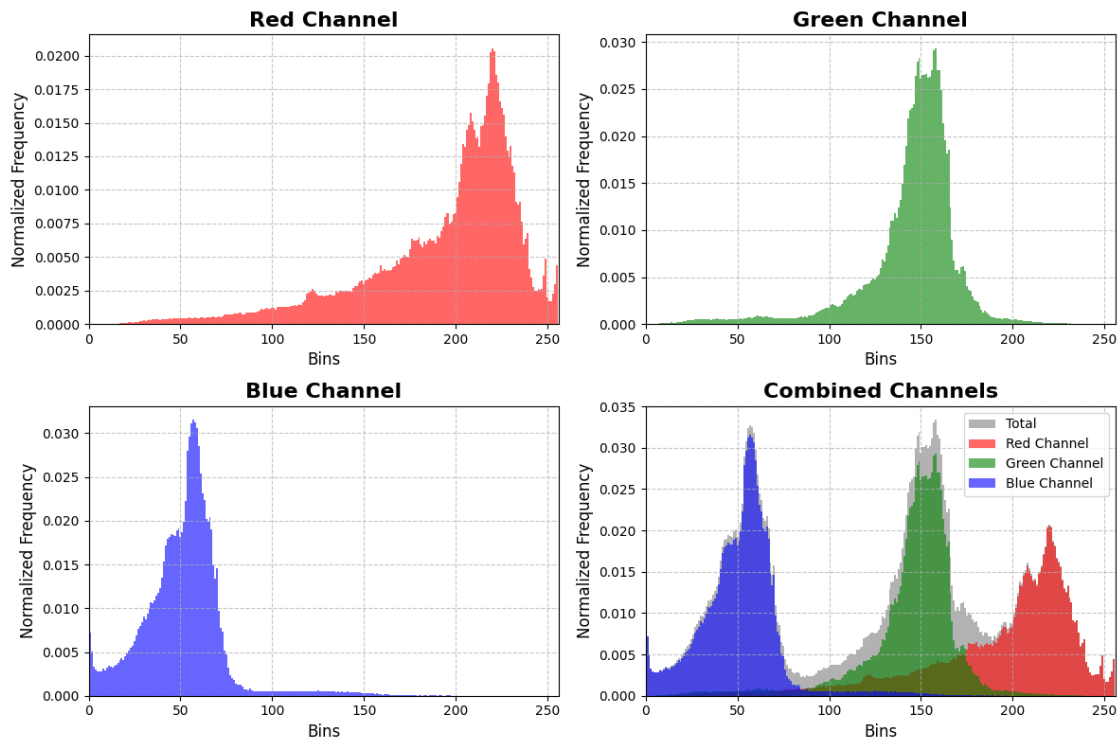 Red Channel
Normalized Frequency
0.0200
0.0175
0.0150
0.0125
0.0100
0.0075
0.0050
0.0025
0.0000
0 50 100 150 200 250
Bins
Green Channel
Normalized Frequency
0.030
0.025
0.020
0.015
0.010
0.005
0.000
0 50 100 150 200 250
Bins
Blue Channel
Normalized Frequency
0.030
0.025
0.020
0.015
0.010
0.005
0.000
0 50 100 150 200 250
Bins
Combined Channels
Normalized Frequency
0.035
0.030
0.025
0.020
0.015
0.010
0.005
0.000
Total
Red Channel
Green Channel
Blue Channel
0 50 100 150 200 250
Bins